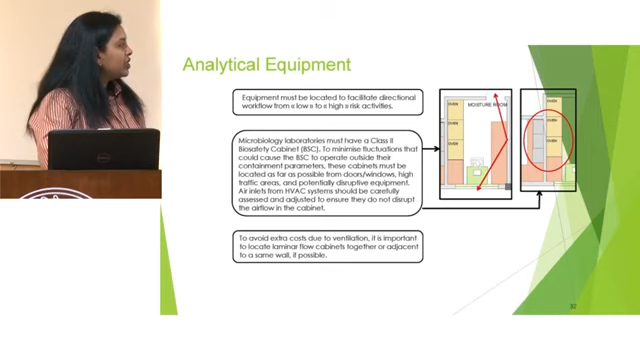 Analytical Equipment
Equipment must be located to facilitate directional
workflow from « low » to « high » risk activities.
MOISTURE ROOM
OVEN
OVEN
OVEN
OVEN
OVEN
OVEN
Microbiology laboratories must have a Class II
Biosafety Cabinet (BSC). To minimise fluctuations that
could cause the BSC to operate outside their
containment parameters, these cabinets must be
located as far as possible from doors/windows, high
traffic areas, and potentially disruptive equipment.
Air inlets from HVAC systems should be carefully
assessed and adjusted to ensure they do not disrupt
the airflow in the cabinet.
To avoid extra costs due to ventilation, it is important
to locate laminar flow cabinets together or adjacent
to a same wall, if possible.
32